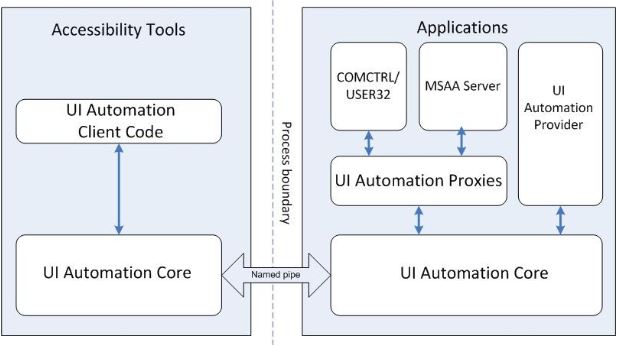 Accessibility Tools
UI Automation
Client Code
UI Automation Core
Process boundary
Named pipe
Applications
COMCTRL/
USER32
MSAA Server
UI
Automation
Provider
UI Automation Proxies
UI Automation Core